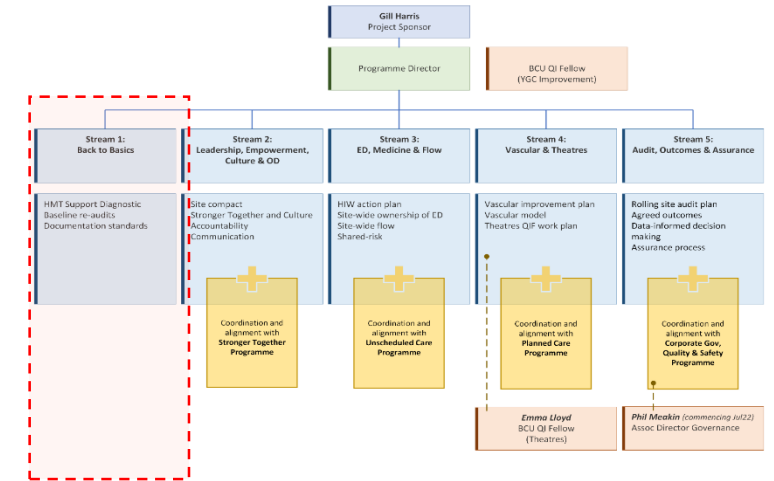 Gill Harris
Project Sponsor
Programme Director
BCU QI Fellow
(YGC Improvement)
Stream 1:
Back to Basics
Stream 2:
Leadership, Empowerment,
Culture & OD
Stream 3:
ED, Medicine & Flow
Stream 4:
Vascular & Theatres
Stream 5:
Audit, Outcomes & Assurance
HMT Support Diagnostic
Baseline re-audits
Documentation standards
Site compact
Stronger Together and Culture
Accountability
Communication
HIW action plan
Site-wide ownership of ED
Site-wide flow
Shared-risk
Vascular improvement plan
Vascular model
Theatres QIF work plan
Rolling site audit plan
Agreed outcomes
Data-informed decision
making
Assurance process
Coordination and
alignment with
Stronger Together
Programme
Coordination and
alignment with
Unscheduled Care
Programme
Coordination and
alignment with
Planned Care
Programme
Coordination and
alignment with
Corporate Gov,
Quality & Safety
Programme
Emma Lloyd
BCU QI Fellow
(Theatres)
Phil Meakin (commencing Jul22)
Assoc Director Governance